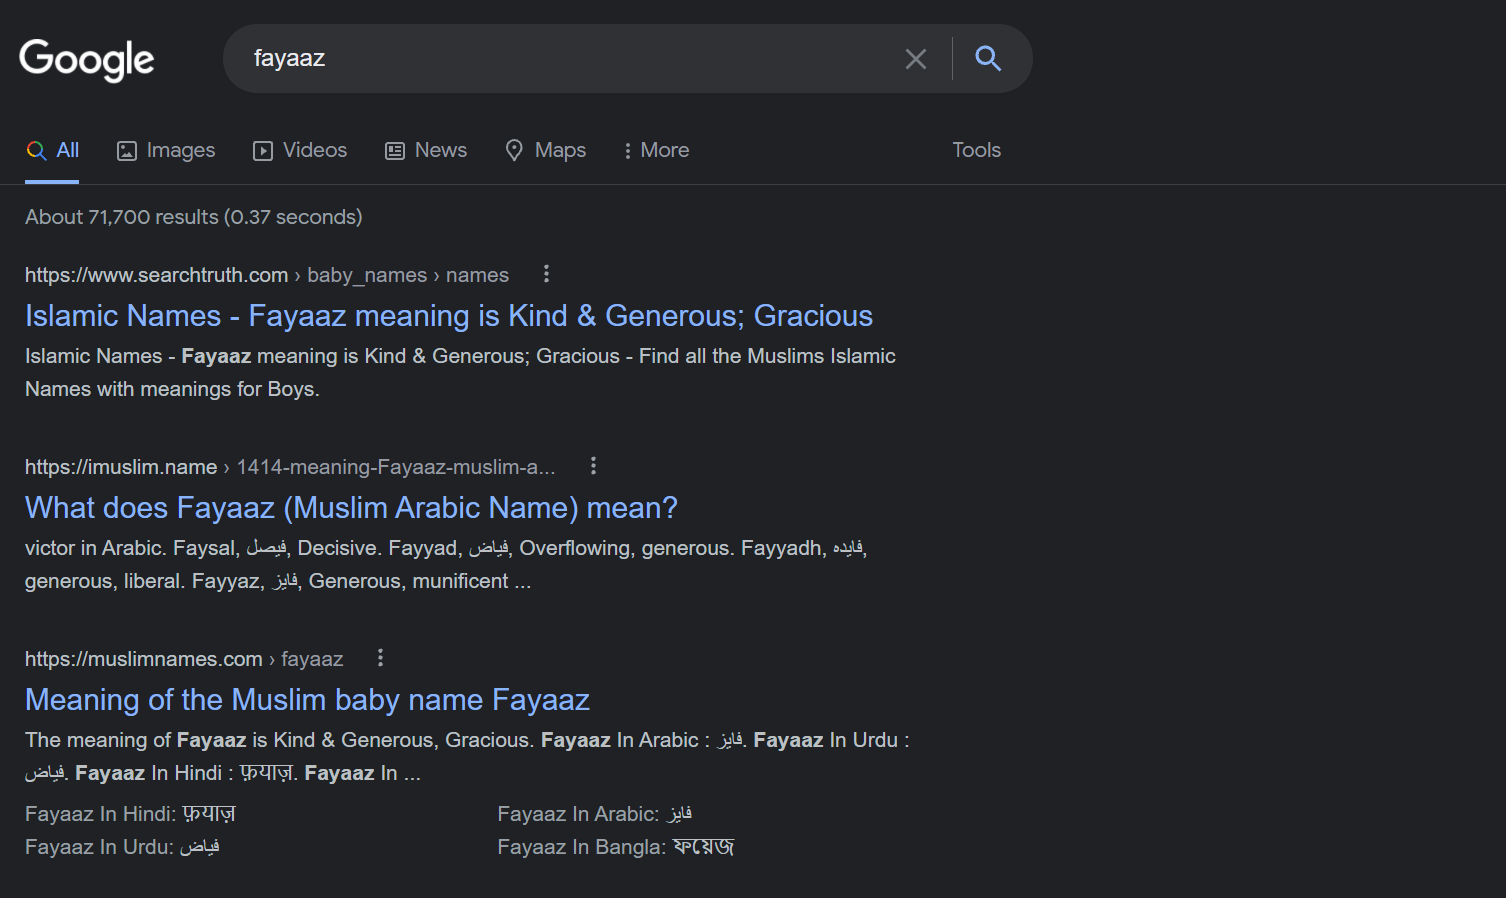 Google
fayaaz
All Images Videos News Maps More Tools
About 71,700 results (0.37 seconds)
https://www.searchtruth.com › baby_names › names
Islamic Names - Fayaaz meaning is Kind & Generous; Gracious
Islamic Names - Fayaaz meaning is Kind & Generous; Gracious - Find all the Muslims Islamic
Names with meanings for Boys.
https://imuslim.name › 1414-meaning-Fayaaz-muslim-a...
What does Fayaaz (Muslim Arabic Name) mean?
victor in Arabic. Faysal, فيصل, Decisive. Fayyad, فياض, Overflowing, generous. Fayyadh, فايده,
generous, liberal. Fayyaz, فايز, Generous, munificent ...
https://muslimnames.com › fayaaz
Meaning of the Muslim baby name Fayaaz
The meaning of Fayaaz is Kind & Generous, Gracious. Fayaaz In Arabic : فايز. Fayaaz In Urdu :
فیاض. Fayaaz In Hindi : फ़याज़. Fayaaz In ...
Fayaaz In Hindi: फ़याज़ Fayaaz In Arabic: فايز
Fayaaz In Urdu: فیاض Fayaaz In Bangla: ফয়েজ